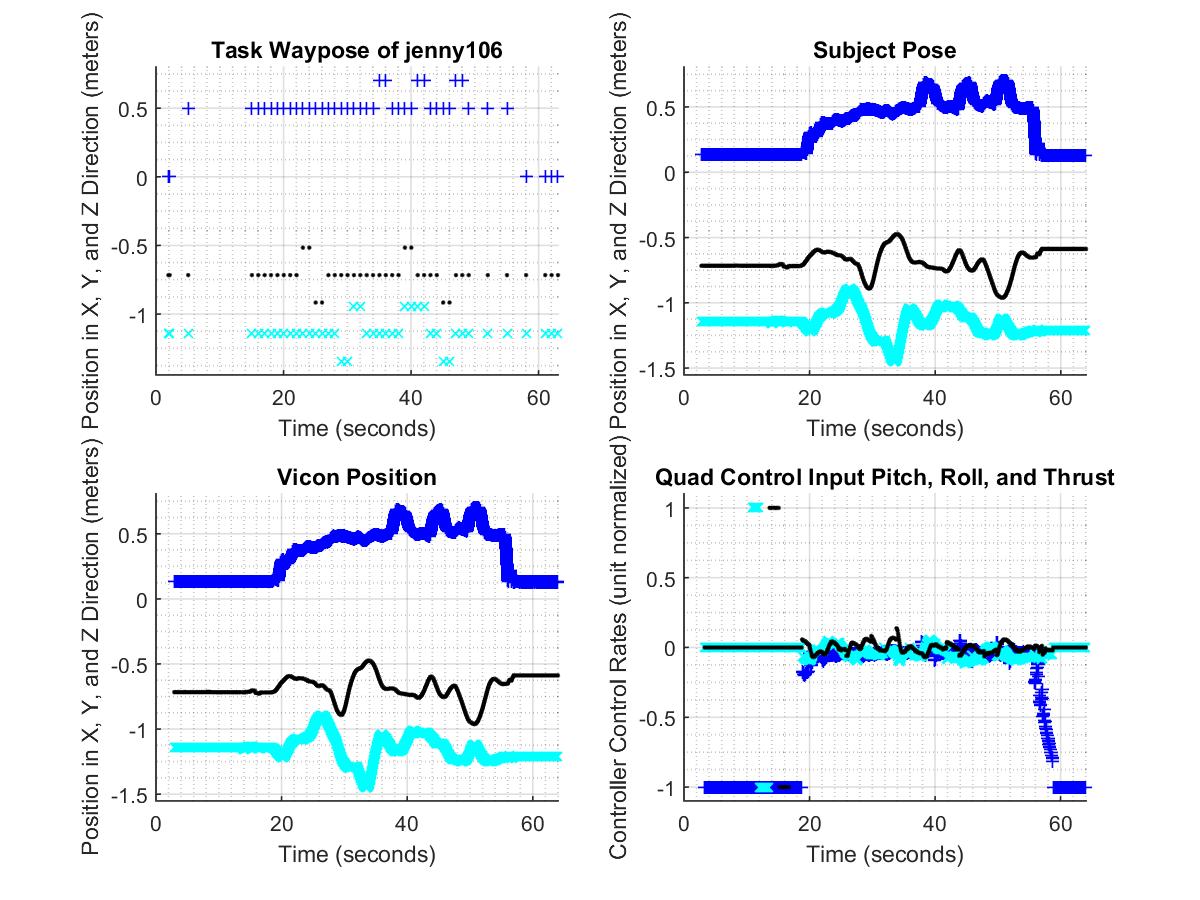 Task Waypose of jenny106
Position in X, Y, and Z Direction (meters)
0.5
0
-0.5
-1
0
20
40
60
Time (seconds)
Subject Pose
Position in X, Y, and Z Direction (meters)
0.5
0
-0.5
-1
-1.5
0
20
40
60
Time (seconds)
Vicon Position
Position in X, Y, and Z Direction (meters)
0.5
0
-0.5
-1
-1.5
0
20
40
60
Time (seconds)
Quad Control Input Pitch, Roll, and Thrust
Controller Control Rates (unit normalized)
1
0.5
0
-0.5
-1
0
20
40
60
Time (seconds)